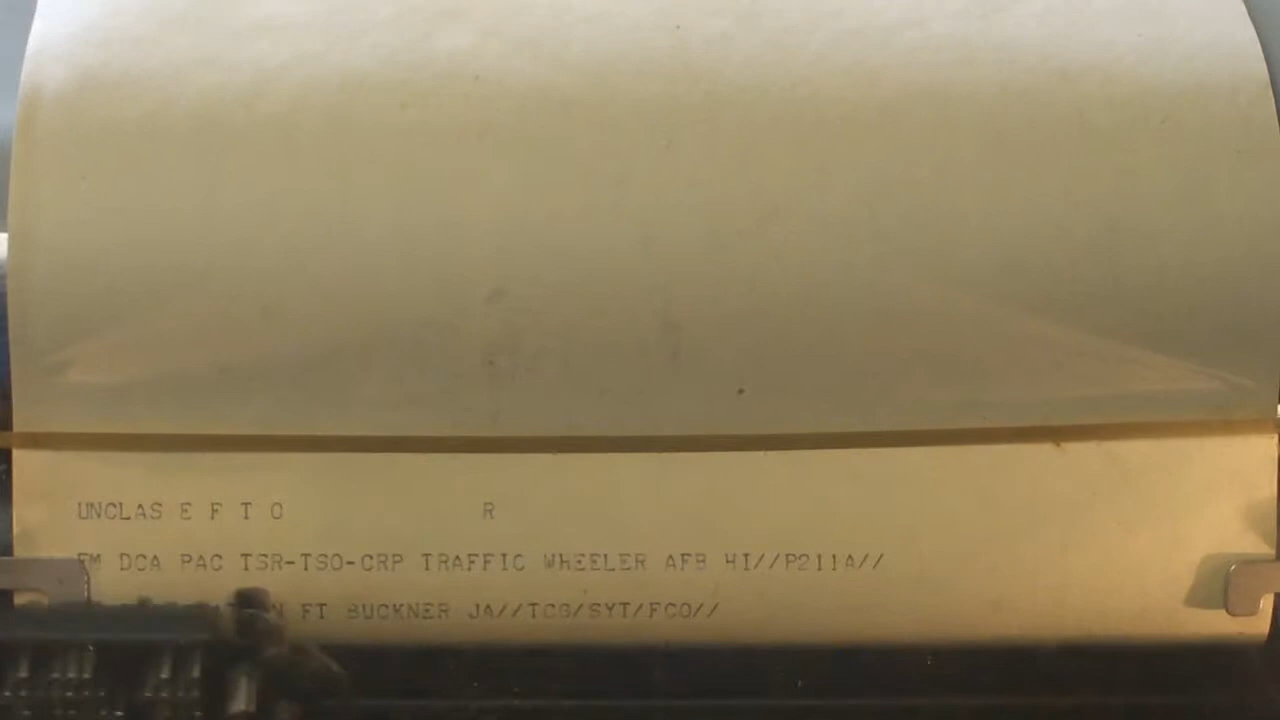 UNCLAS E F T O R
FM DCA PAC TSR-TSO-CRP TRAFFIC WHEELER AFB HI//P211A//
FT BUCKNER JA//TCG/SYT/FCO//